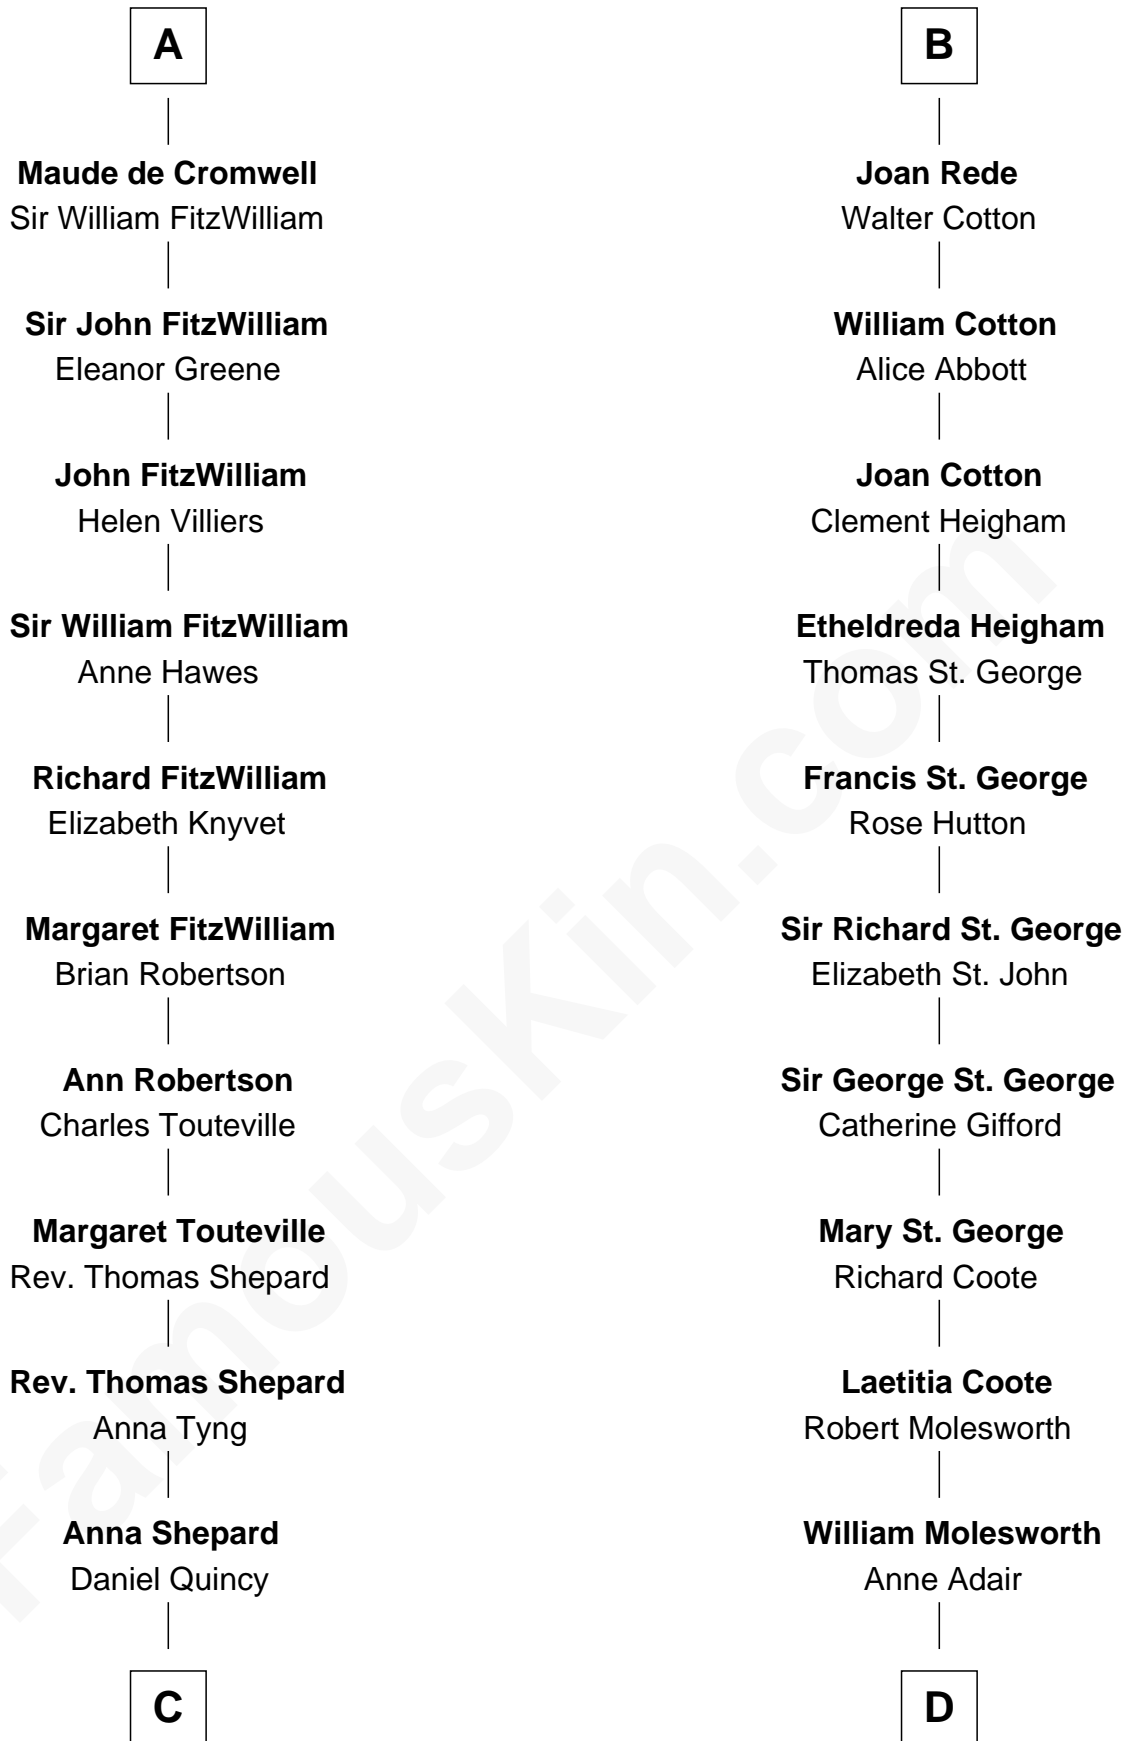 A
Maude de Cromwell
Sir William FitzWilliam
Sir John FitzWilliam
Eleanor Greene
John FitzWilliam
Helen Villiers
Sir William FitzWilliam
Anne Hawes
Richard FitzWilliam
Elizabeth Knyvet
Margaret FitzWilliam
Brian Robertson
Ann Robertson
Charles Touteville
Margaret Touteville
Rev. Thomas Shepard
Rev. Thomas Shepard
Anna Tyng
Anna Shepard
Daniel Quincy
C
B
Joan Rede
Walter Cotton
William Cotton
Alice Abbott
Joan Cotton
Clement Heigham
Etheldreda Heigham
Thomas St. George
Francis St. George
Rose Hutton
Sir Richard St. George
Elizabeth St. John
Sir George St. George
Catherine Gifford
Mary St. George
Richard Coote
Laetitia Coote
Robert Molesworth
William Molesworth
Anne Adair
D
FamousKin.com